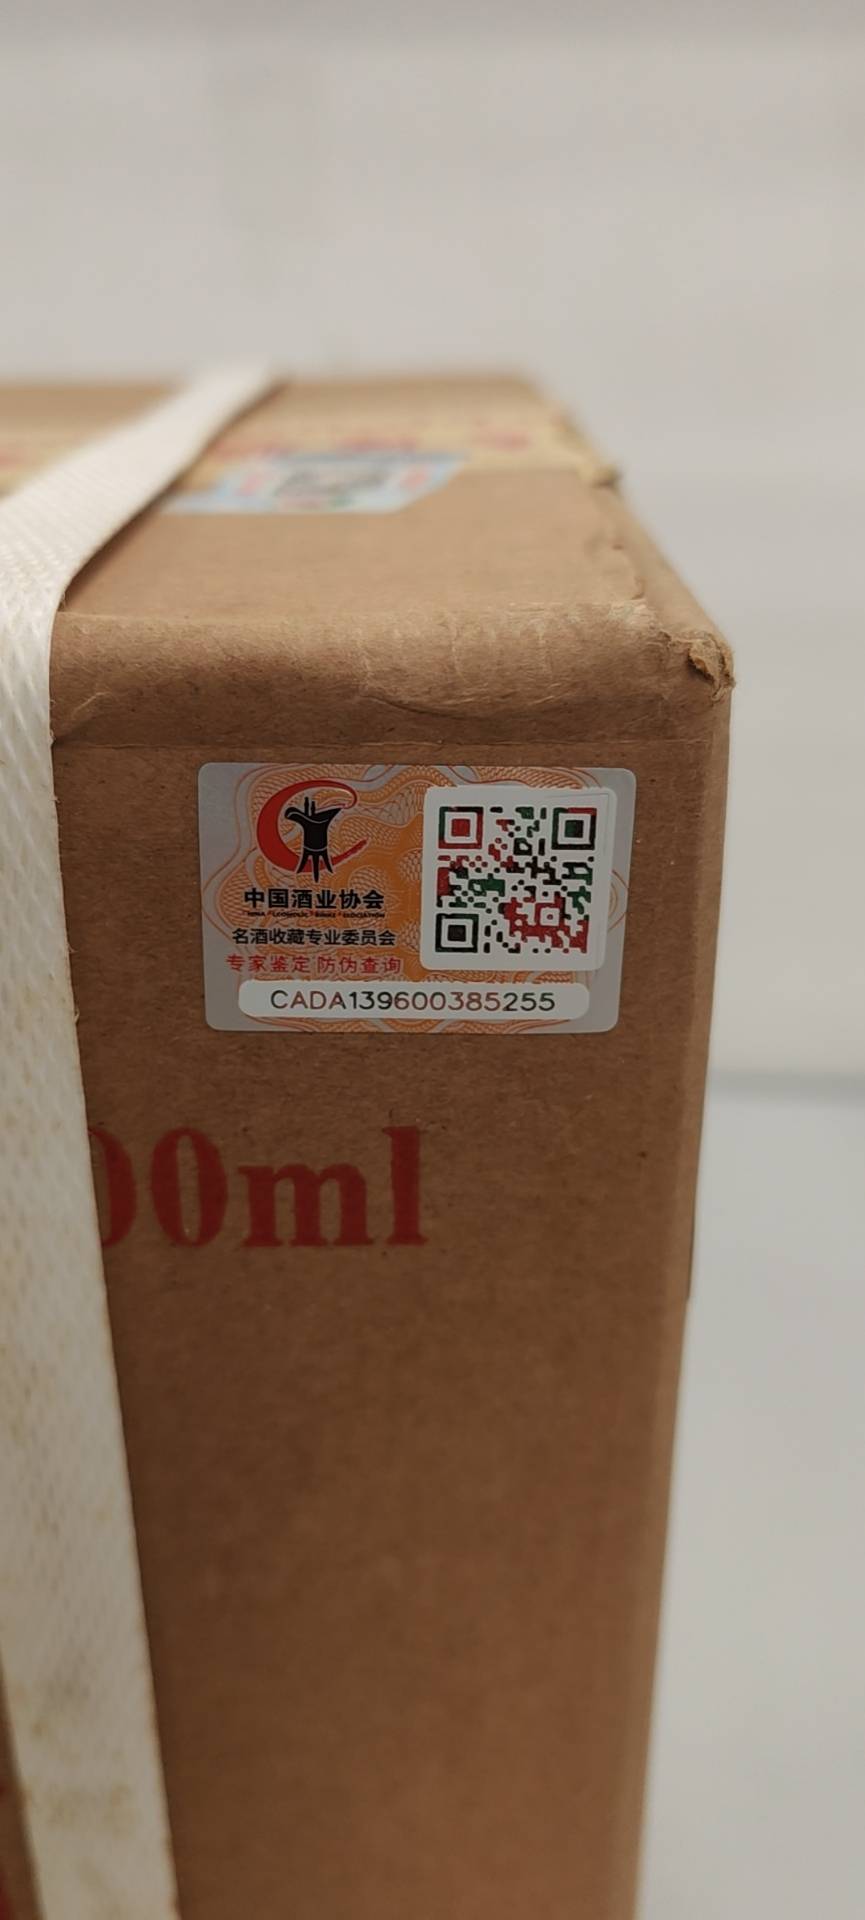 中国酒业协会
名酒收藏专业委员会
专家鉴定 防伪查询
CADA139600385255
00ml